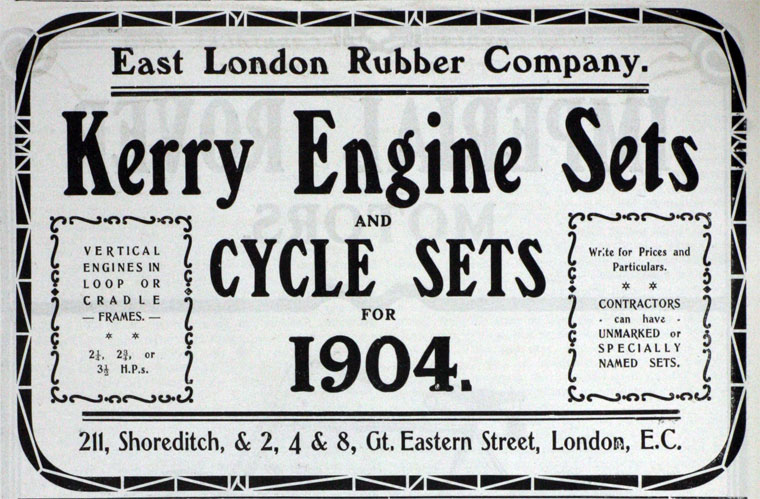 East London Rubber Company.
Kerry Engine Sets
AND
CYCLE SETS
FOR
1904.
VERTICAL
ENGINES IN
LOOP OR
CRADLE
— FRAMES. —
2¼, 2¾, or
3½ H.P.s.
Write for Prices and
Particulars.
CONTRACTORS
- can have -
UNMARKED or
SPECIALLY
NAMED SETS.
211, Shoreditch, & 2, 4 & 8, Gt. Eastern Street, London, E.C.